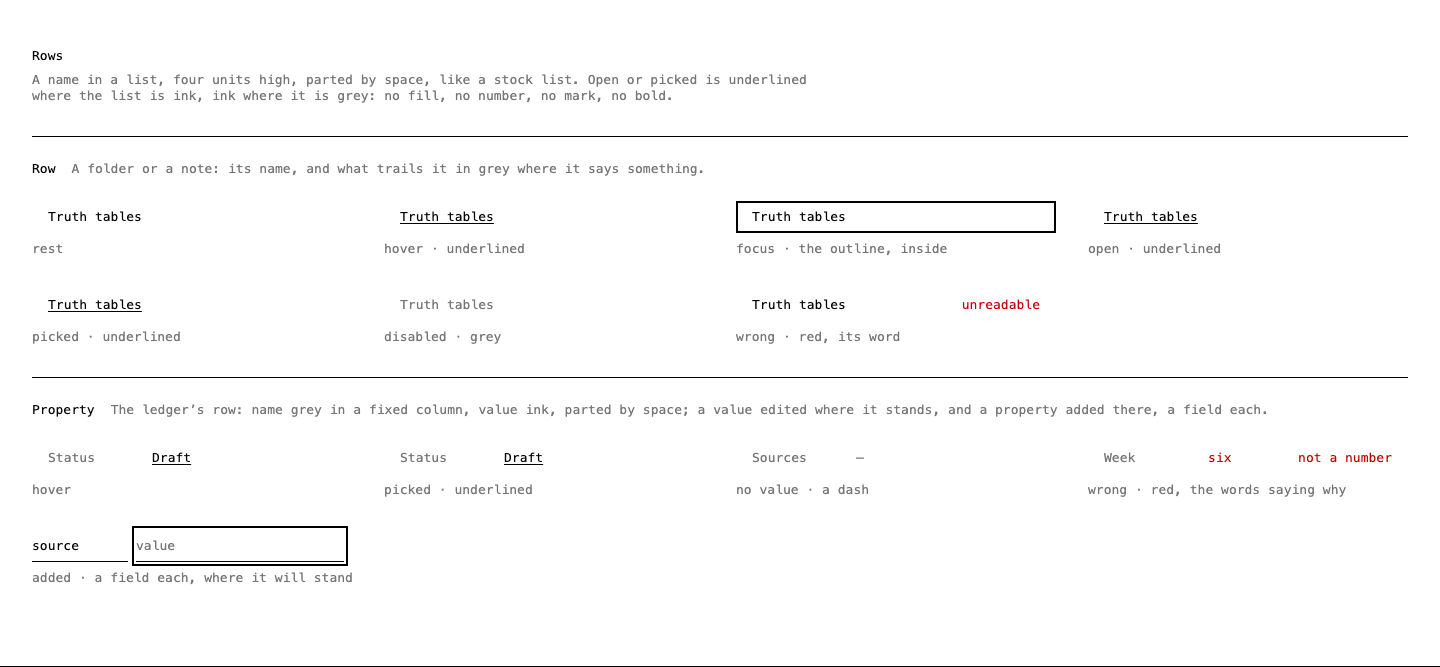 Rows
A name in a list, four units high, parted by space, like a stock list. Open or picked is underlined
where the list is ink, ink where it is grey: no fill, no number, no mark, no bold.
Row A folder or a note: its name, and what trails it in grey where it says something.
Truth tables Truth tables Truth tables Truth tables
rest hover · underlined focus · the outline, inside open · underlined
Truth tables Truth tables Truth tables unreadable
picked · underlined disabled · grey wrong · red, its word
Property The ledger’s row: name grey in a fixed column, value ink, parted by space; a value edited where it stands, and a property added there, a field each.
Status Draft Status Draft Sources — Week six not a number
hover picked · underlined no value · a dash wrong · red, the words saying why
source value
added · a field each, where it will stand